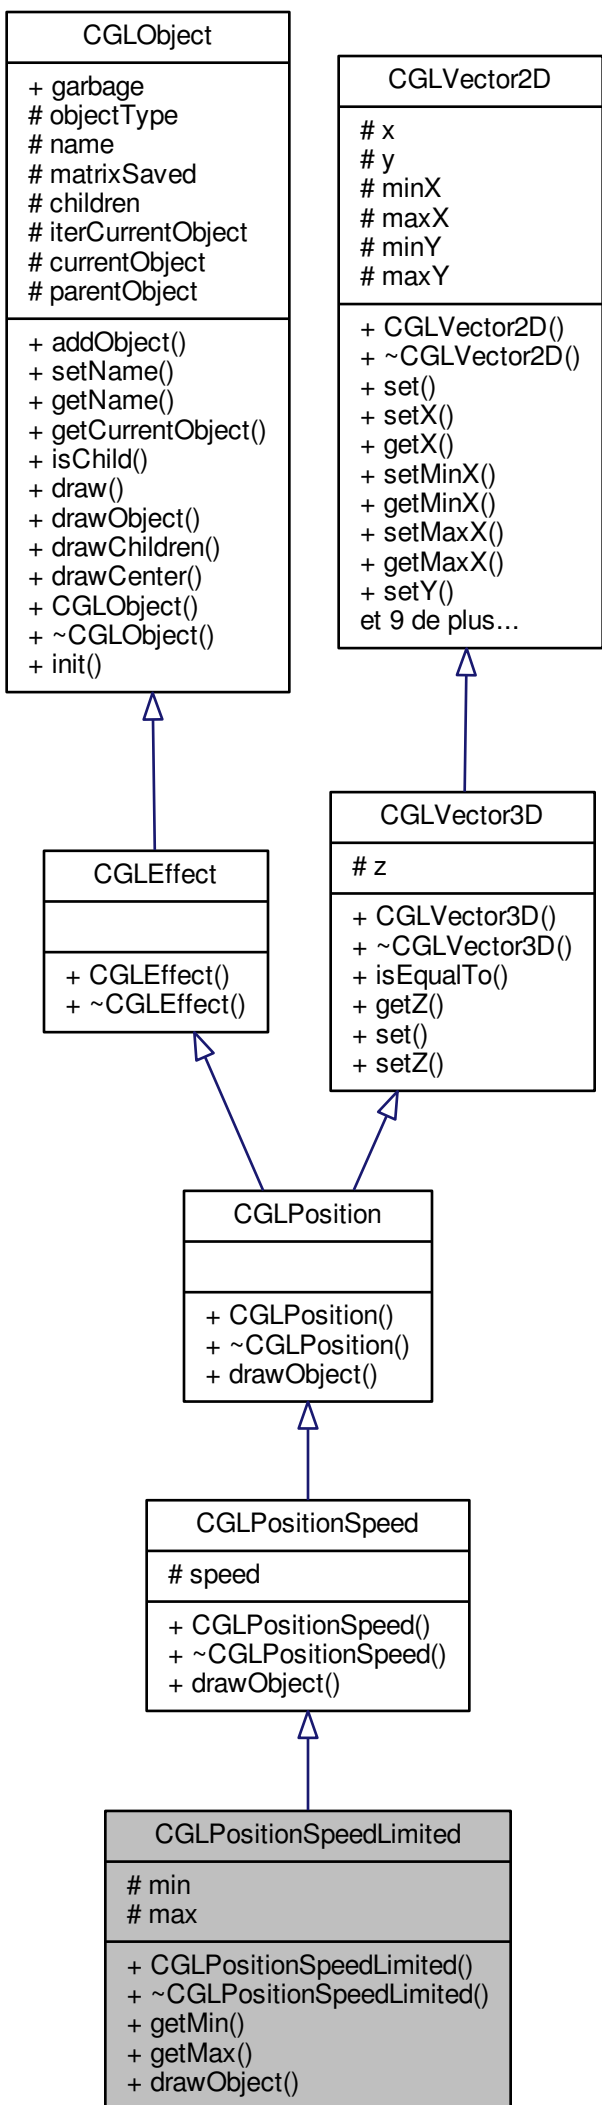 CGLObject
+ garbage
# objectType
# name
# matrixSaved
# children
# iterCurrentObject
# currentObject
# parentObject
+ addObject()
+ setName()
+ getName()
+ getCurrentObject()
+ isChild()
+ draw()
+ drawObject()
+ drawChildren()
+ drawCenter()
+ CGLObject()
+ ~CGLObject()
+ init()
CGLVector2D
# x
# y
# minX
# maxX
# minY
# maxY
+ CGLVector2D()
+ ~CGLVector2D()
+ set()
+ setX()
+ getX()
+ setMinX()
+ getMinX()
+ setMaxX()
+ getMaxX()
+ setY()
et 9 de plus...
CGLEffect
+ CGLEffect()
+ ~CGLEffect()
CGLVector3D
# z
+ CGLVector3D()
+ ~CGLVector3D()
+ isEqualTo()
+ getZ()
+ set()
+ setZ()
CGLPosition
+ CGLPosition()
+ ~CGLPosition()
+ drawObject()
CGLPositionSpeed
# speed
+ CGLPositionSpeed()
+ ~CGLPositionSpeed()
+ drawObject()
CGLPositionSpeedLimited
# min
# max
+ CGLPositionSpeedLimited()
+ ~CGLPositionSpeedLimited()
+ getMin()
+ getMax()
+ drawObject()